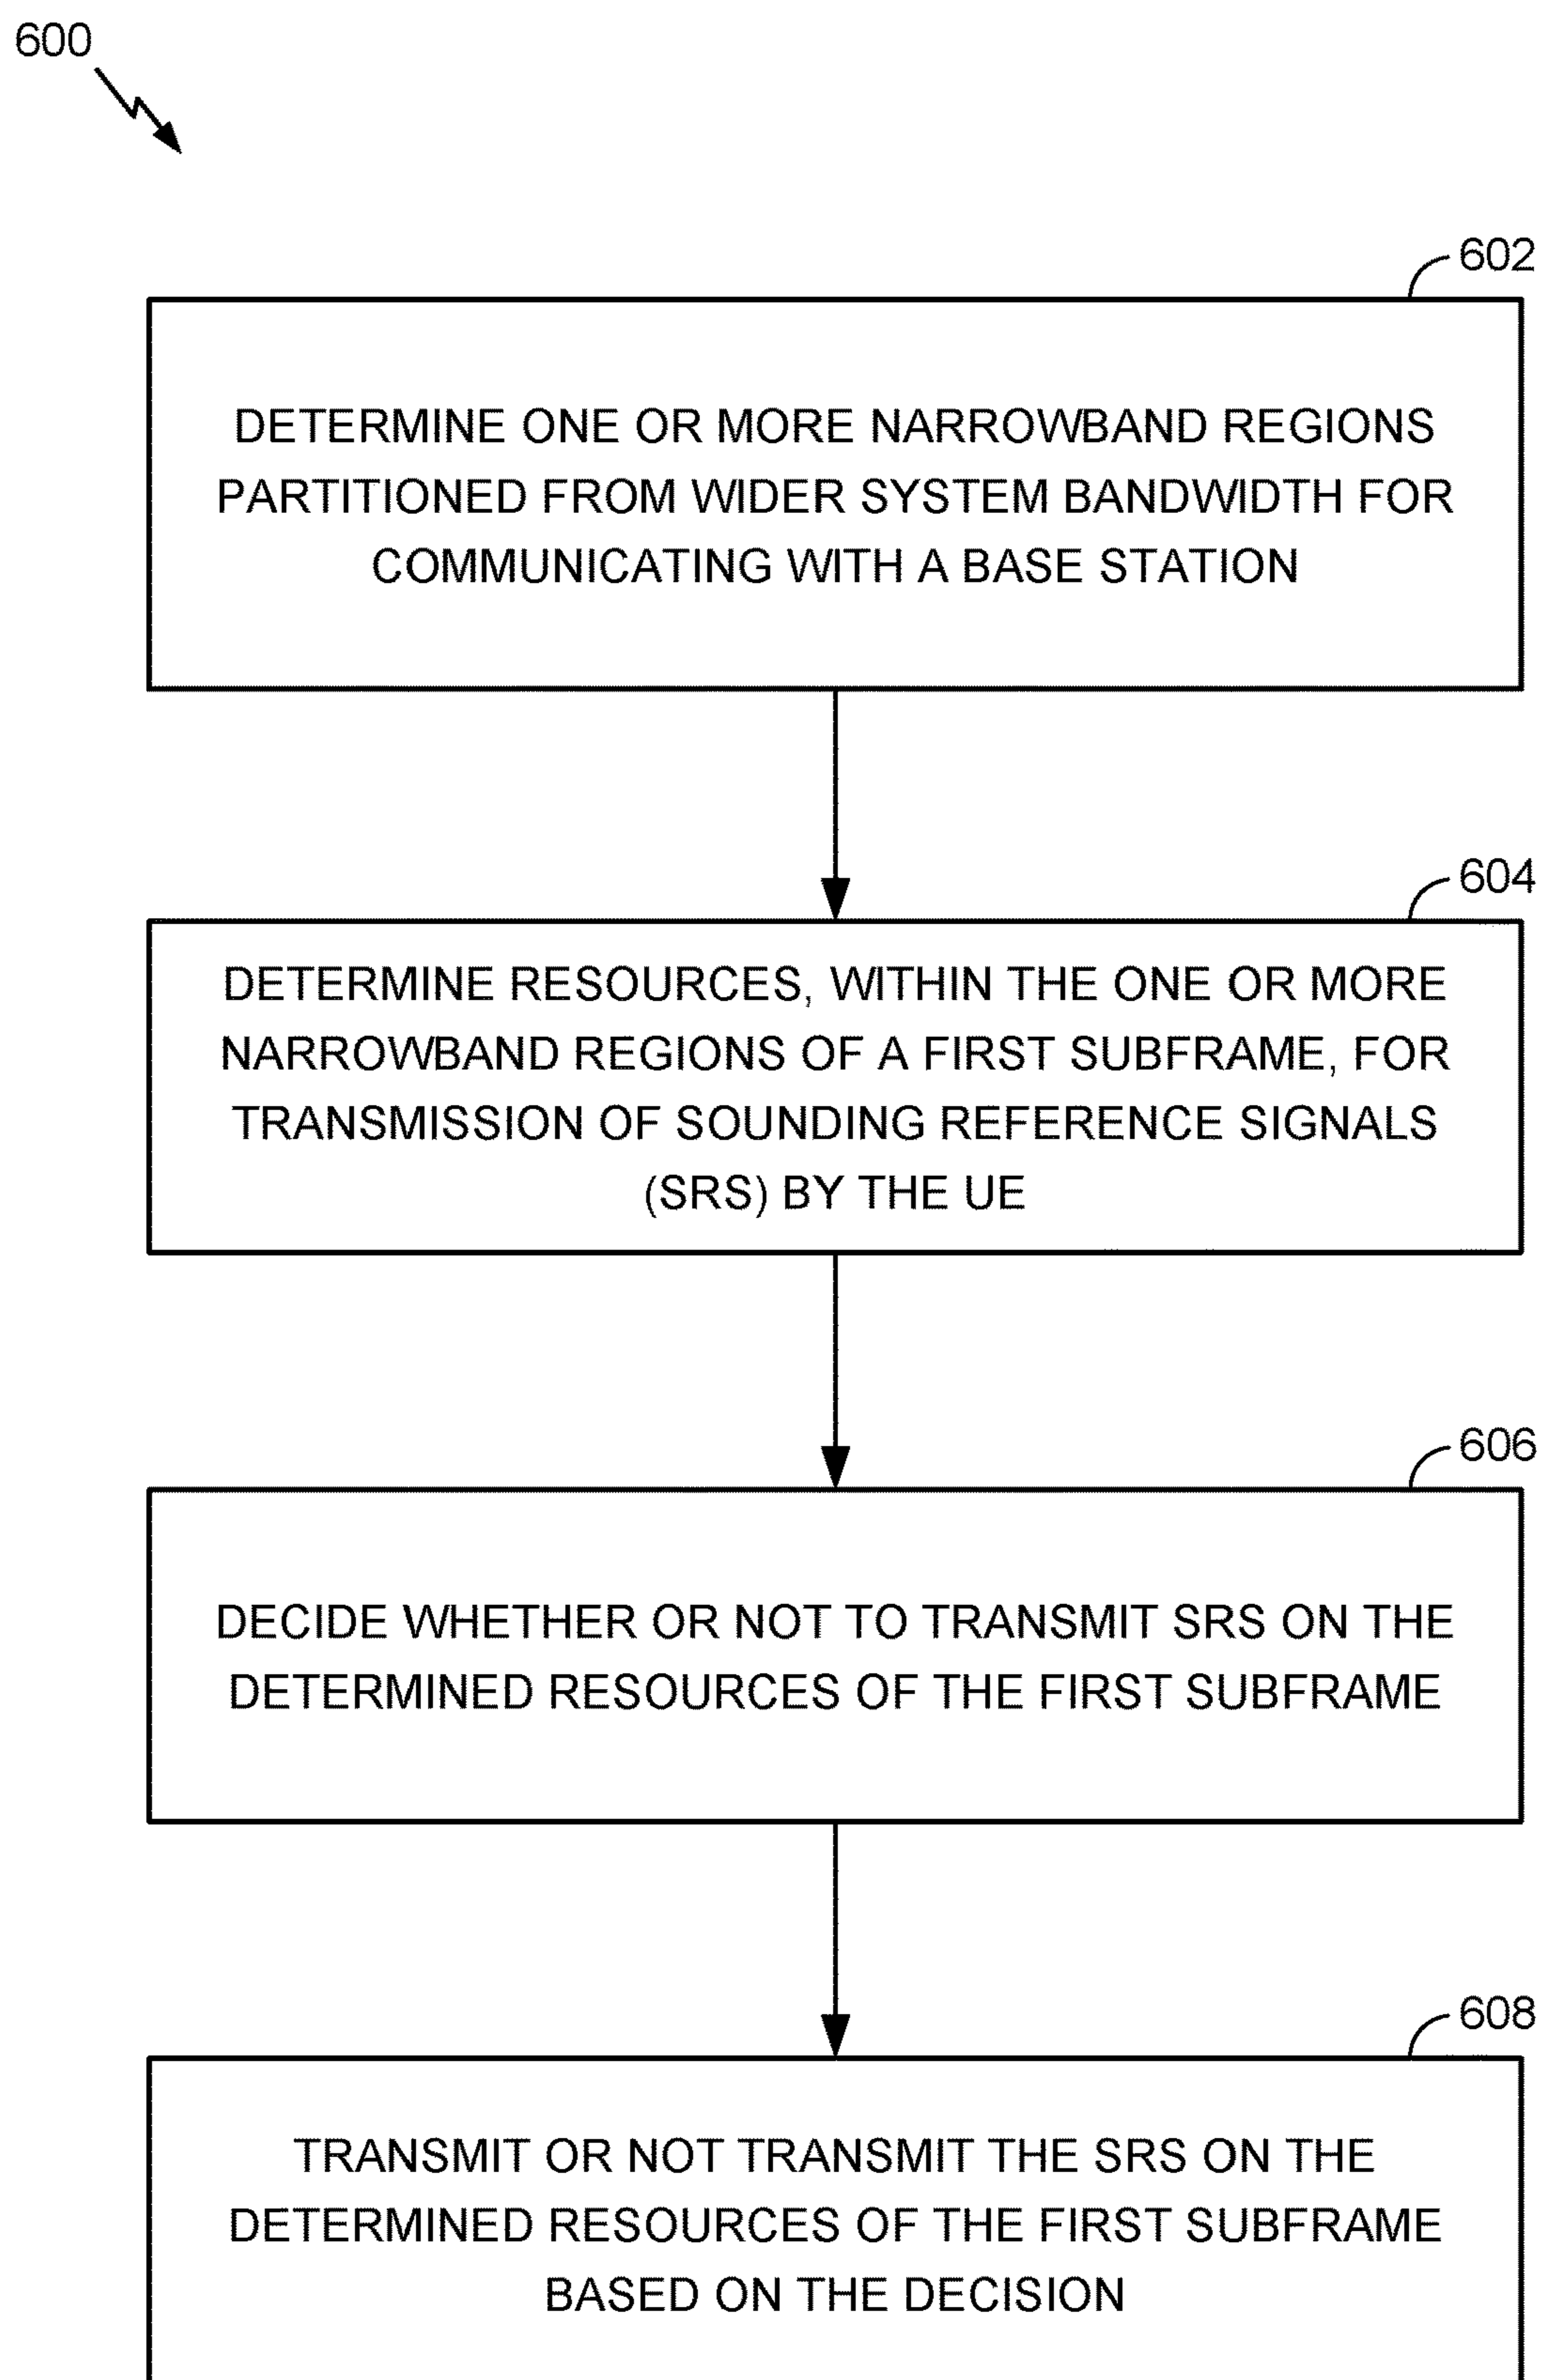 600
602
DETERMINE ONE OR MORE NARROWBAND REGIONS
PARTITIONED FROM WIDER SYSTEM BANDWIDTH FOR
COMMUNICATING WITH A BASE STATION
604
DETERMINE RESOURCES, WITHIN THE ONE OR MORE
NARROWBAND REGIONS OF A FIRST SUBFRAME, FOR
TRANSMISSION OF SOUNDING REFERENCE SIGNALS
(SRS) BY THE UE
606
DECIDE WHETHER OR NOT TO TRANSMIT SRS ON THE
DETERMINED RESOURCES OF THE FIRST SUBFRAME
608
TRANSMIT OR NOT TRANSMIT THE SRS ON THE
DETERMINED RESOURCES OF THE FIRST SUBFRAME
BASED ON THE DECISION